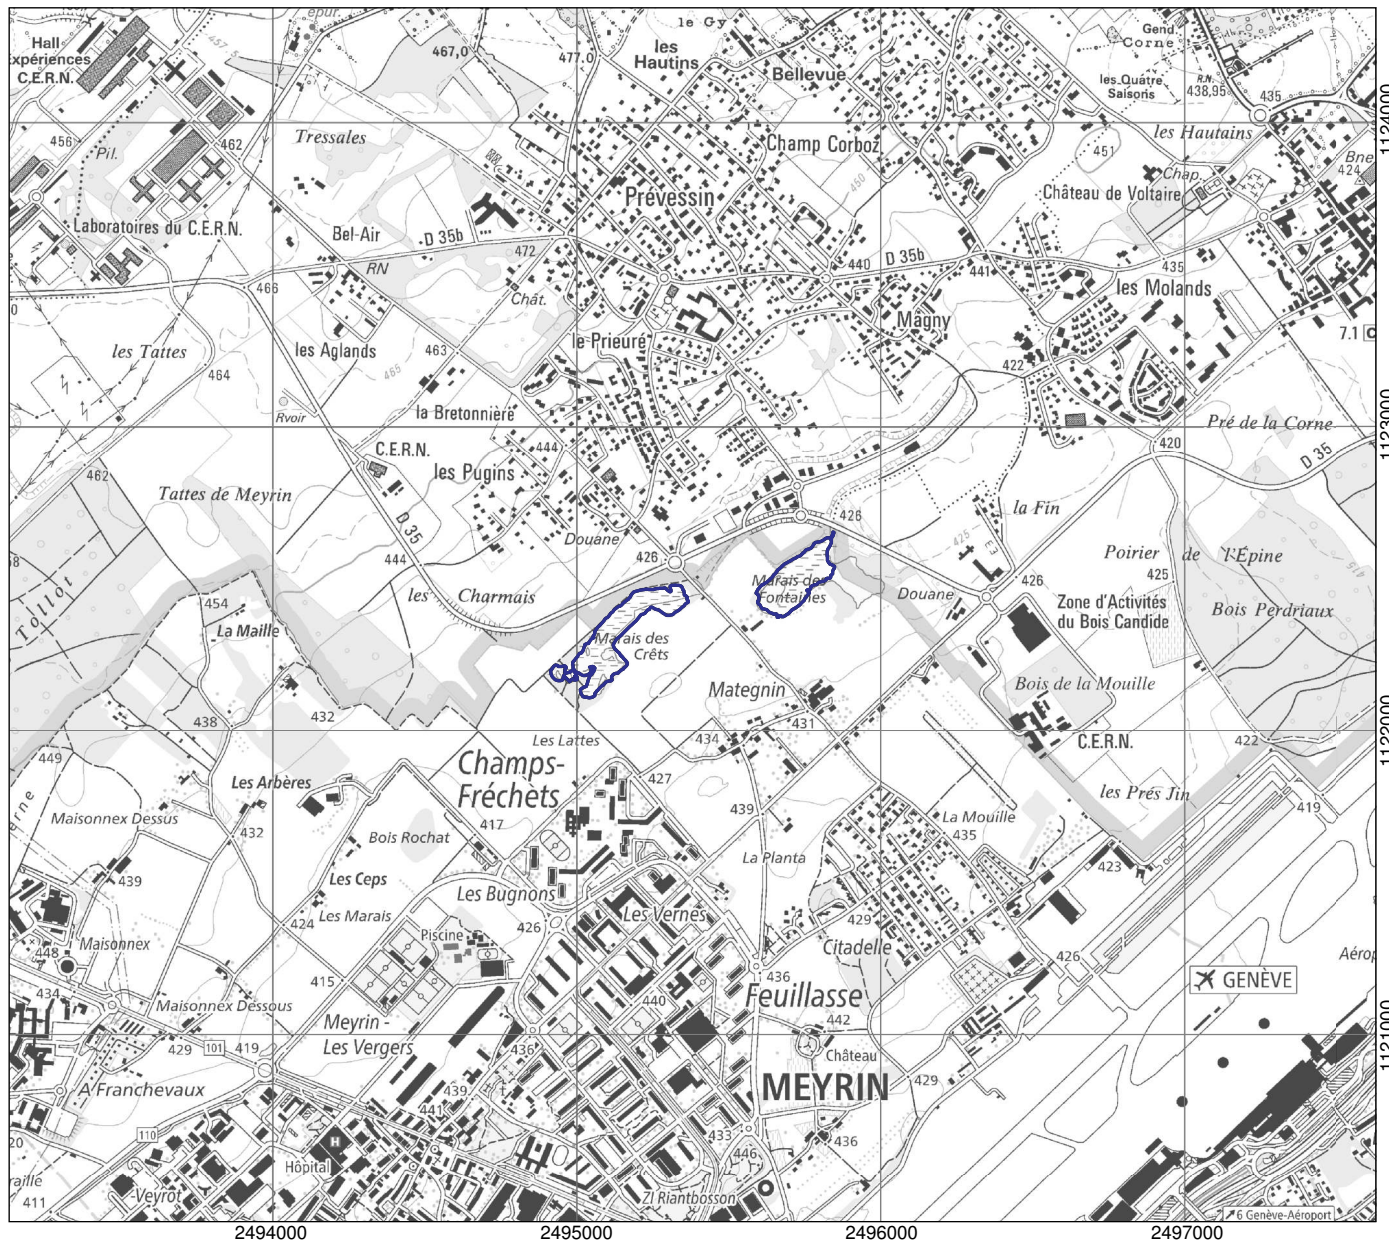 le Gy
Hall
xpériences
C.E.R.N.
457
467,0
477.0
les
Hautins
Bellevue
Gend.
Corne
les Quatre
Saisons
R.N.
438,95
435
456
Pil.
462
Tressales
Champ Corboz
450
451
les Hautains
Chap.
Château de Voltaire
Bne
424
1124000
Prévessin
Laboratoires du C.E.R.N.
Bel-Air
D 35b
472
RN
Chât.
466
440
D 35b
441
435
les Molands
Magny
le Prieuré
7.1
les Tattes
les Aglands
463
465
464
422
Rvoir
la Bretonnière
444
C.E.R.N.
les Pugins
Pré de la Corne
420
D 35
1123000
462
Tattes de Meyrin
D 35
444
Douane
426
426
425
la Fin
Poirier de l'Épine
425
415
Tollot
454
La Maille
les Charmais
Marais des
Fontaines
Douane
426
Zone d'Activités
du Bois Candide
Bois Perdriaux
Marais des
Crêts
Mategnin
431
Bois de la Mouille
C.E.R.N.
422
438
432
449
Les Lattes
434
1122000
Champs-
Fréchets
427
Les Arbères
439
les Prés Jin
419
Maisonnex Dessus
432
Bois Rochat
417
La Mouille
435
La Planta
423
439
Les Ceps
Les Bugnons
Les Marais
424
Les Vernes
429
426
Piscine
Citadelle
426
Maisonnex
448
434
415
436
Aérop
GENÈVE
Maisonnex Dessous
440
Feuillasse
442
Meyrin -
Les Vergers
429
101
419
436
Château
1121000
A'Franchevaux
439
441
MEYRIN
429
110
433
436
446
H
Hôpital
raille
411
Veyrot
ZI Riantbosson
6 Genève-Aéroport
2494000
2495000
2496000
2497000